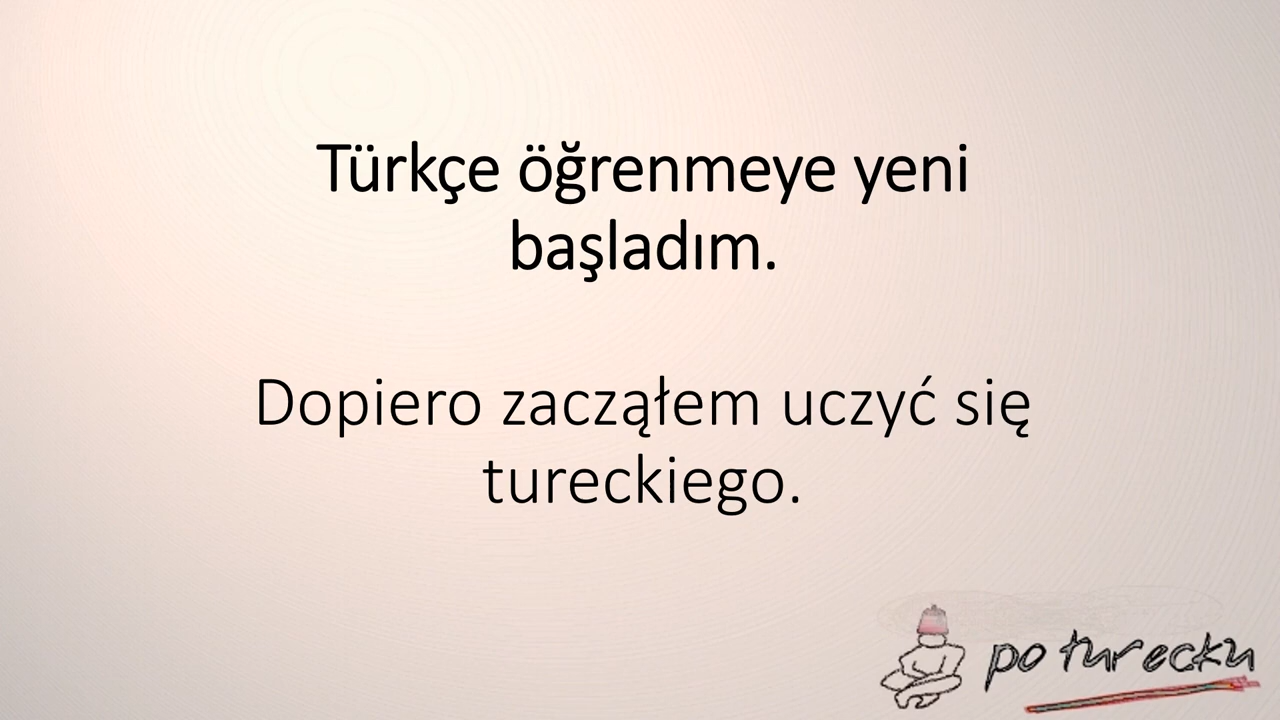 Türkçe öğrenmeye yeni
başladım.
Dopiero zacząłem uczyć się
tureckiego.
po turecku